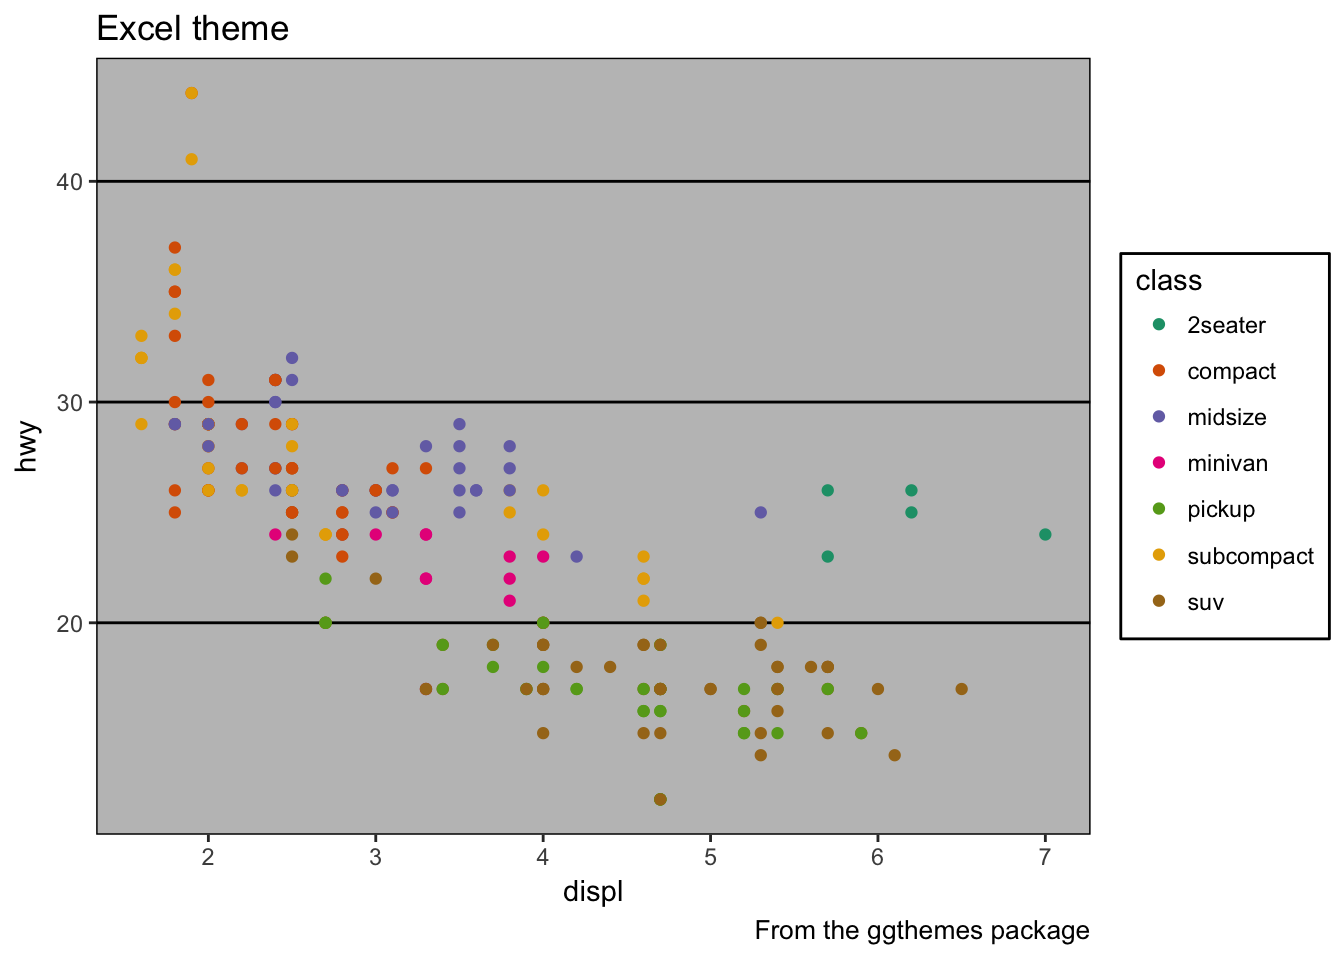 Excel theme
40
30
20
hwy
2 3 4 5 6 7
displ
class
2seater
compact
midsize
minivan
pickup
subcompact
suv
From the ggthemes package